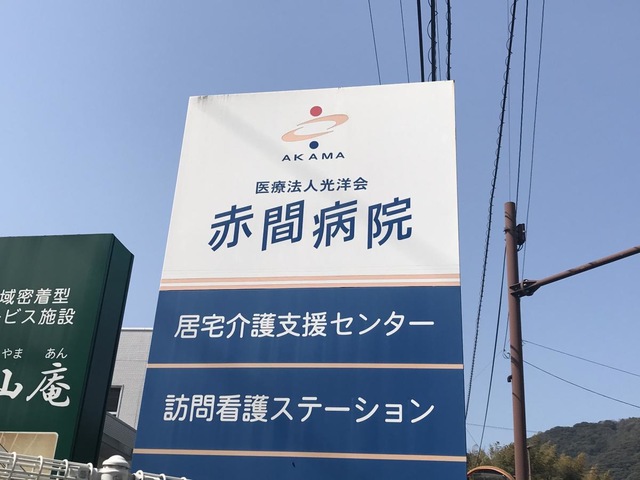 AKAMA
医療法人光洋会
赤間病院
居宅介護支援センター
訪問看護ステーション
域密着型
ービス施設
やま あん
山庵